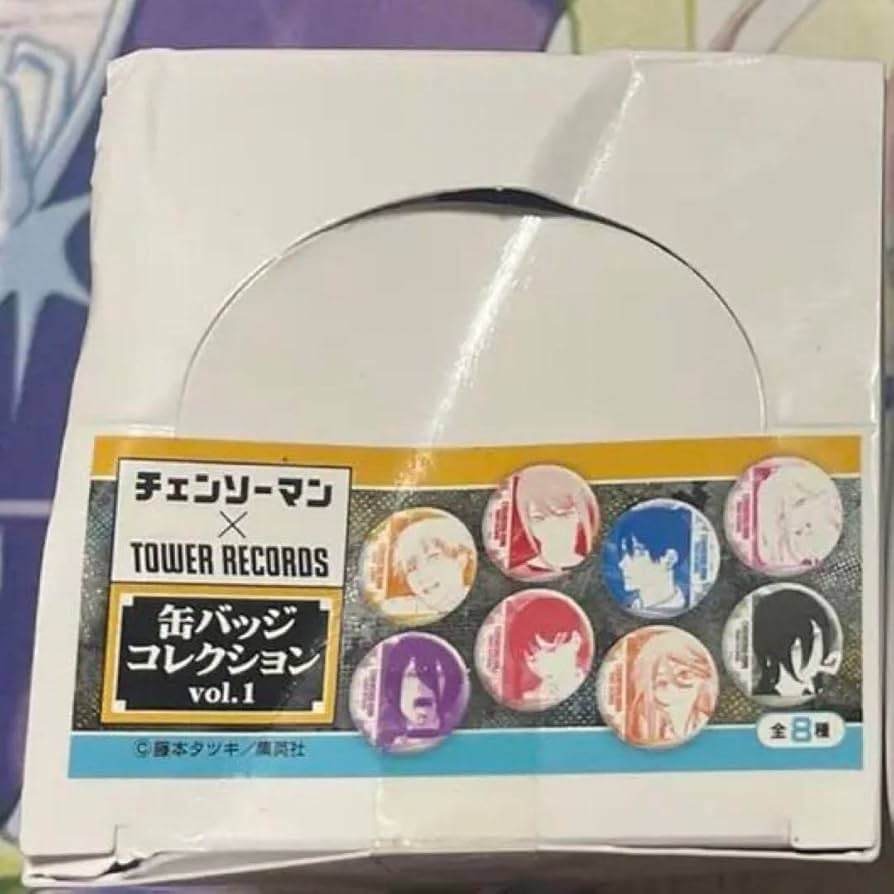 チェンソーマン
×
TOWER RECORDS
缶バッジ
コレクション
vol.1
©藤本タツキ/集英社
全8種